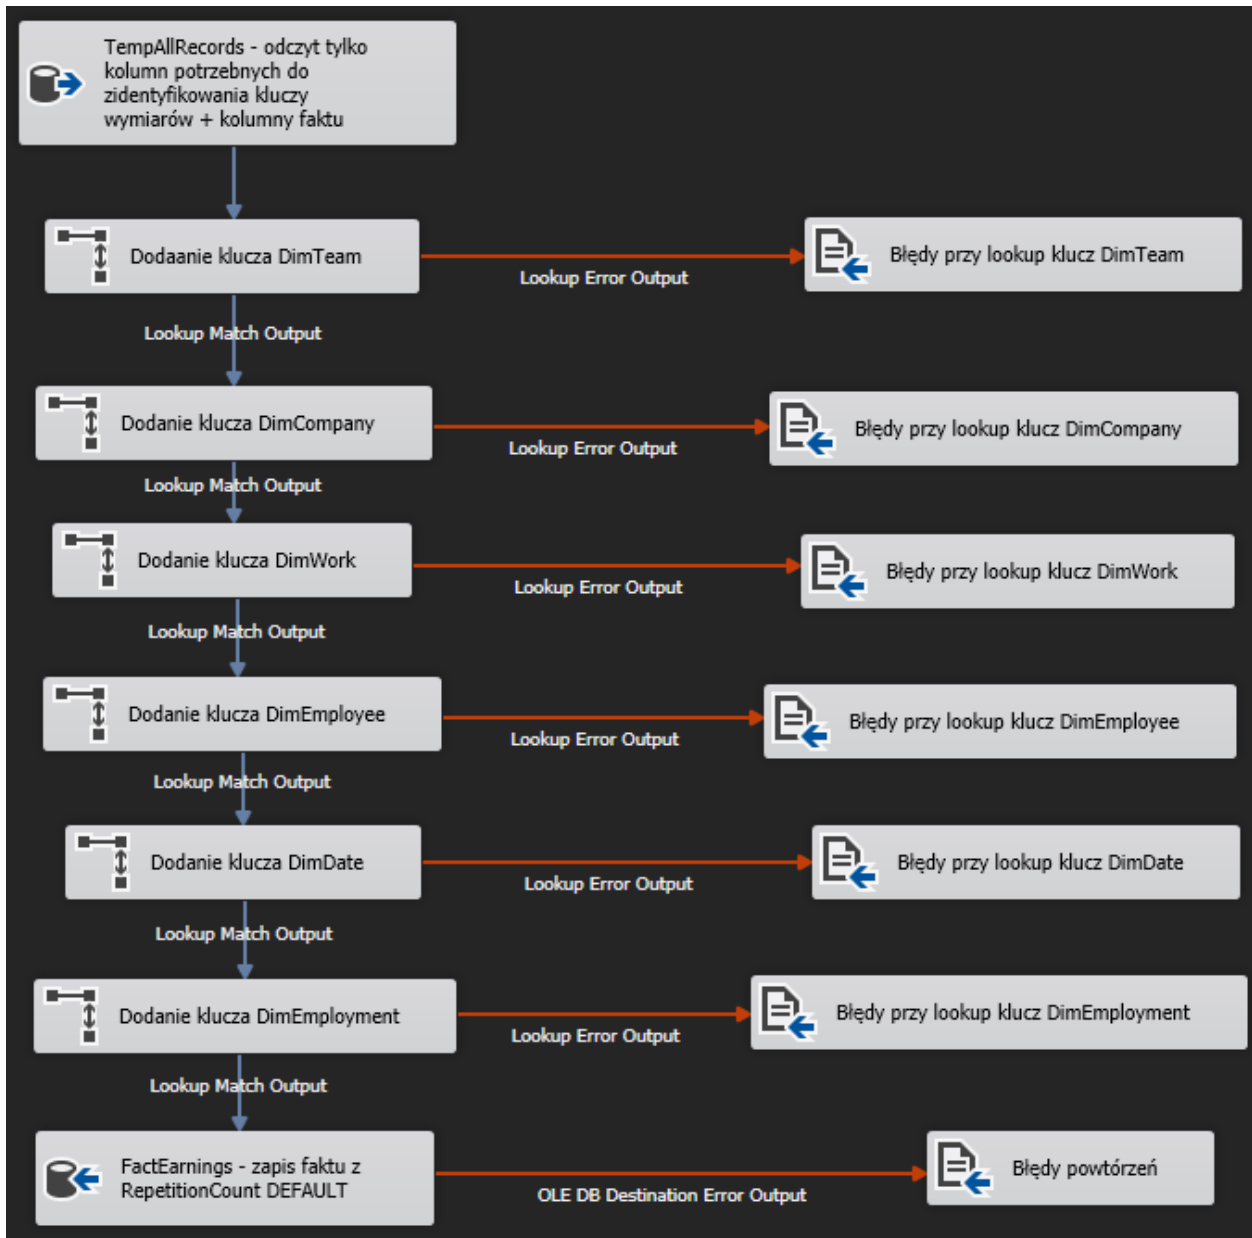 TempAllRecords - odczyt tylko
kolumn potrzebnych do
zidentyfikowania kluczy
wymiarów + kolumny faktu
Dodaanie klucza DimTeam
Lookup Error Output
Błędy przy lookup klucz DimTeam
Lookup Match Output
Dodanie klucza DimCompany
Lookup Error Output
Błędy przy lookup klucz DimCompany
Lookup Match Output
Dodanie klucza DimWork
Lookup Error Output
Błędy przy lookup klucz DimWork
Lookup Match Output
Dodanie klucza DimEmployee
Lookup Error Output
Błędy przy lookup klucz DimEmployee
Lookup Match Output
Dodanie klucza DimDate
Lookup Error Output
Błędy przy lookup klucz DimDate
Lookup Match Output
Dodanie klucza DimEmployment
Lookup Error Output
Błędy przy lookup klucz DimEmployment
Lookup Match Output
FactEarnings - zapis faktu z
RepetitionCount DEFAULT
OLE DB Destination Error Output
Błędy powtórzeń